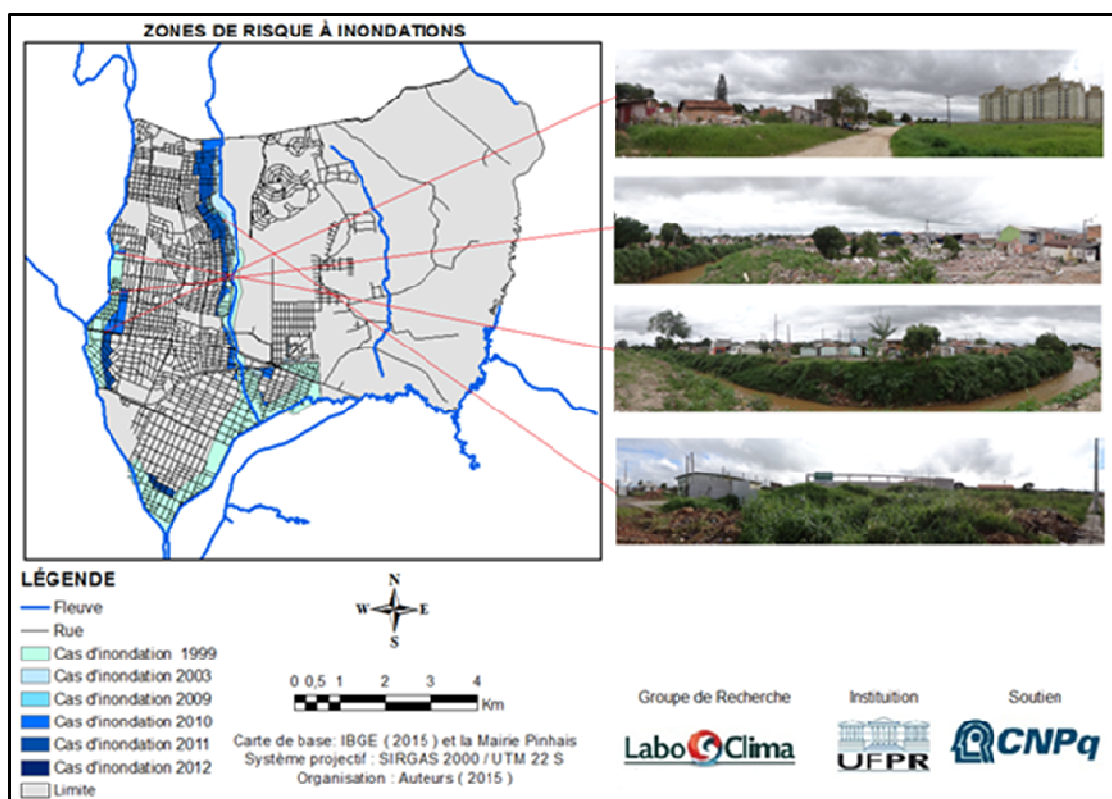 ZONES DE RISQUE À INONDATIONS
LÉGENDE
Fleuve
Rue
Cas d'inondation 1999
Cas d'inondation 2003
Cas d'inondation 2009
Cas d'inondation 2010
Cas d'inondation 2011
Cas d'inondation 2012
Limite
N
W E
S
0 0,5 1 2 3 4
Km
Carte de base: IBGE ( 2015 ) et la Mairie Pinhais
Système projectif : SIRGAS 2000 / UTM 22 S
Organisation : Auteurs ( 2015 )
Groupe de Recherche
Instituition
Soutien
LaboClima
UFPR
CNPq